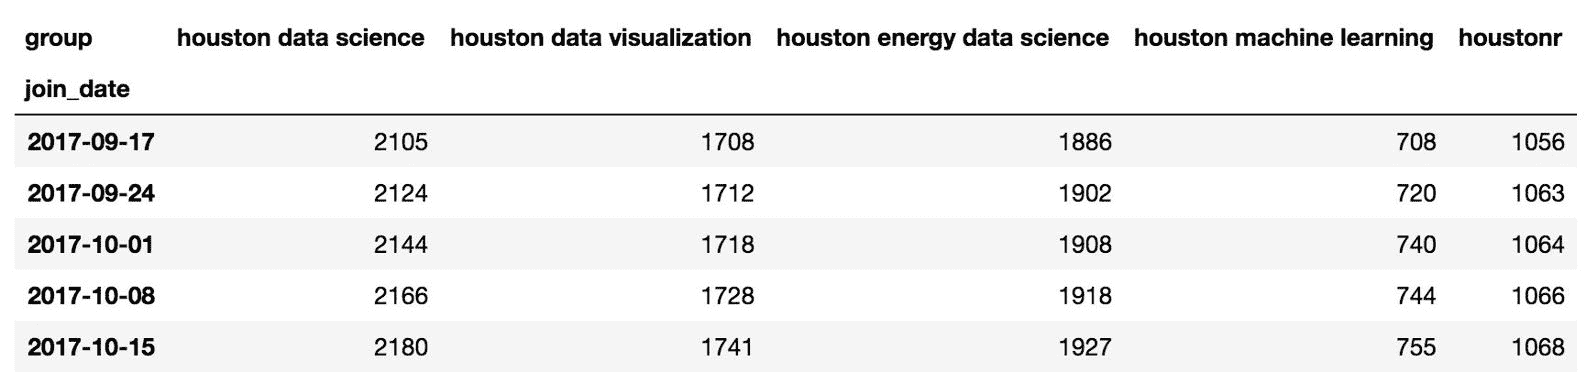 group houston data science houston data visualization houston energy data science houston machine learning houstonr
join_date
2017-09-17 2105 1708 1886 708 1056
2017-09-24 2124 1712 1902 720 1063
2017-10-01 2144 1718 1908 740 1064
2017-10-08 2166 1728 1918 744 1066
2017-10-15 2180 1741 1927 755 1068